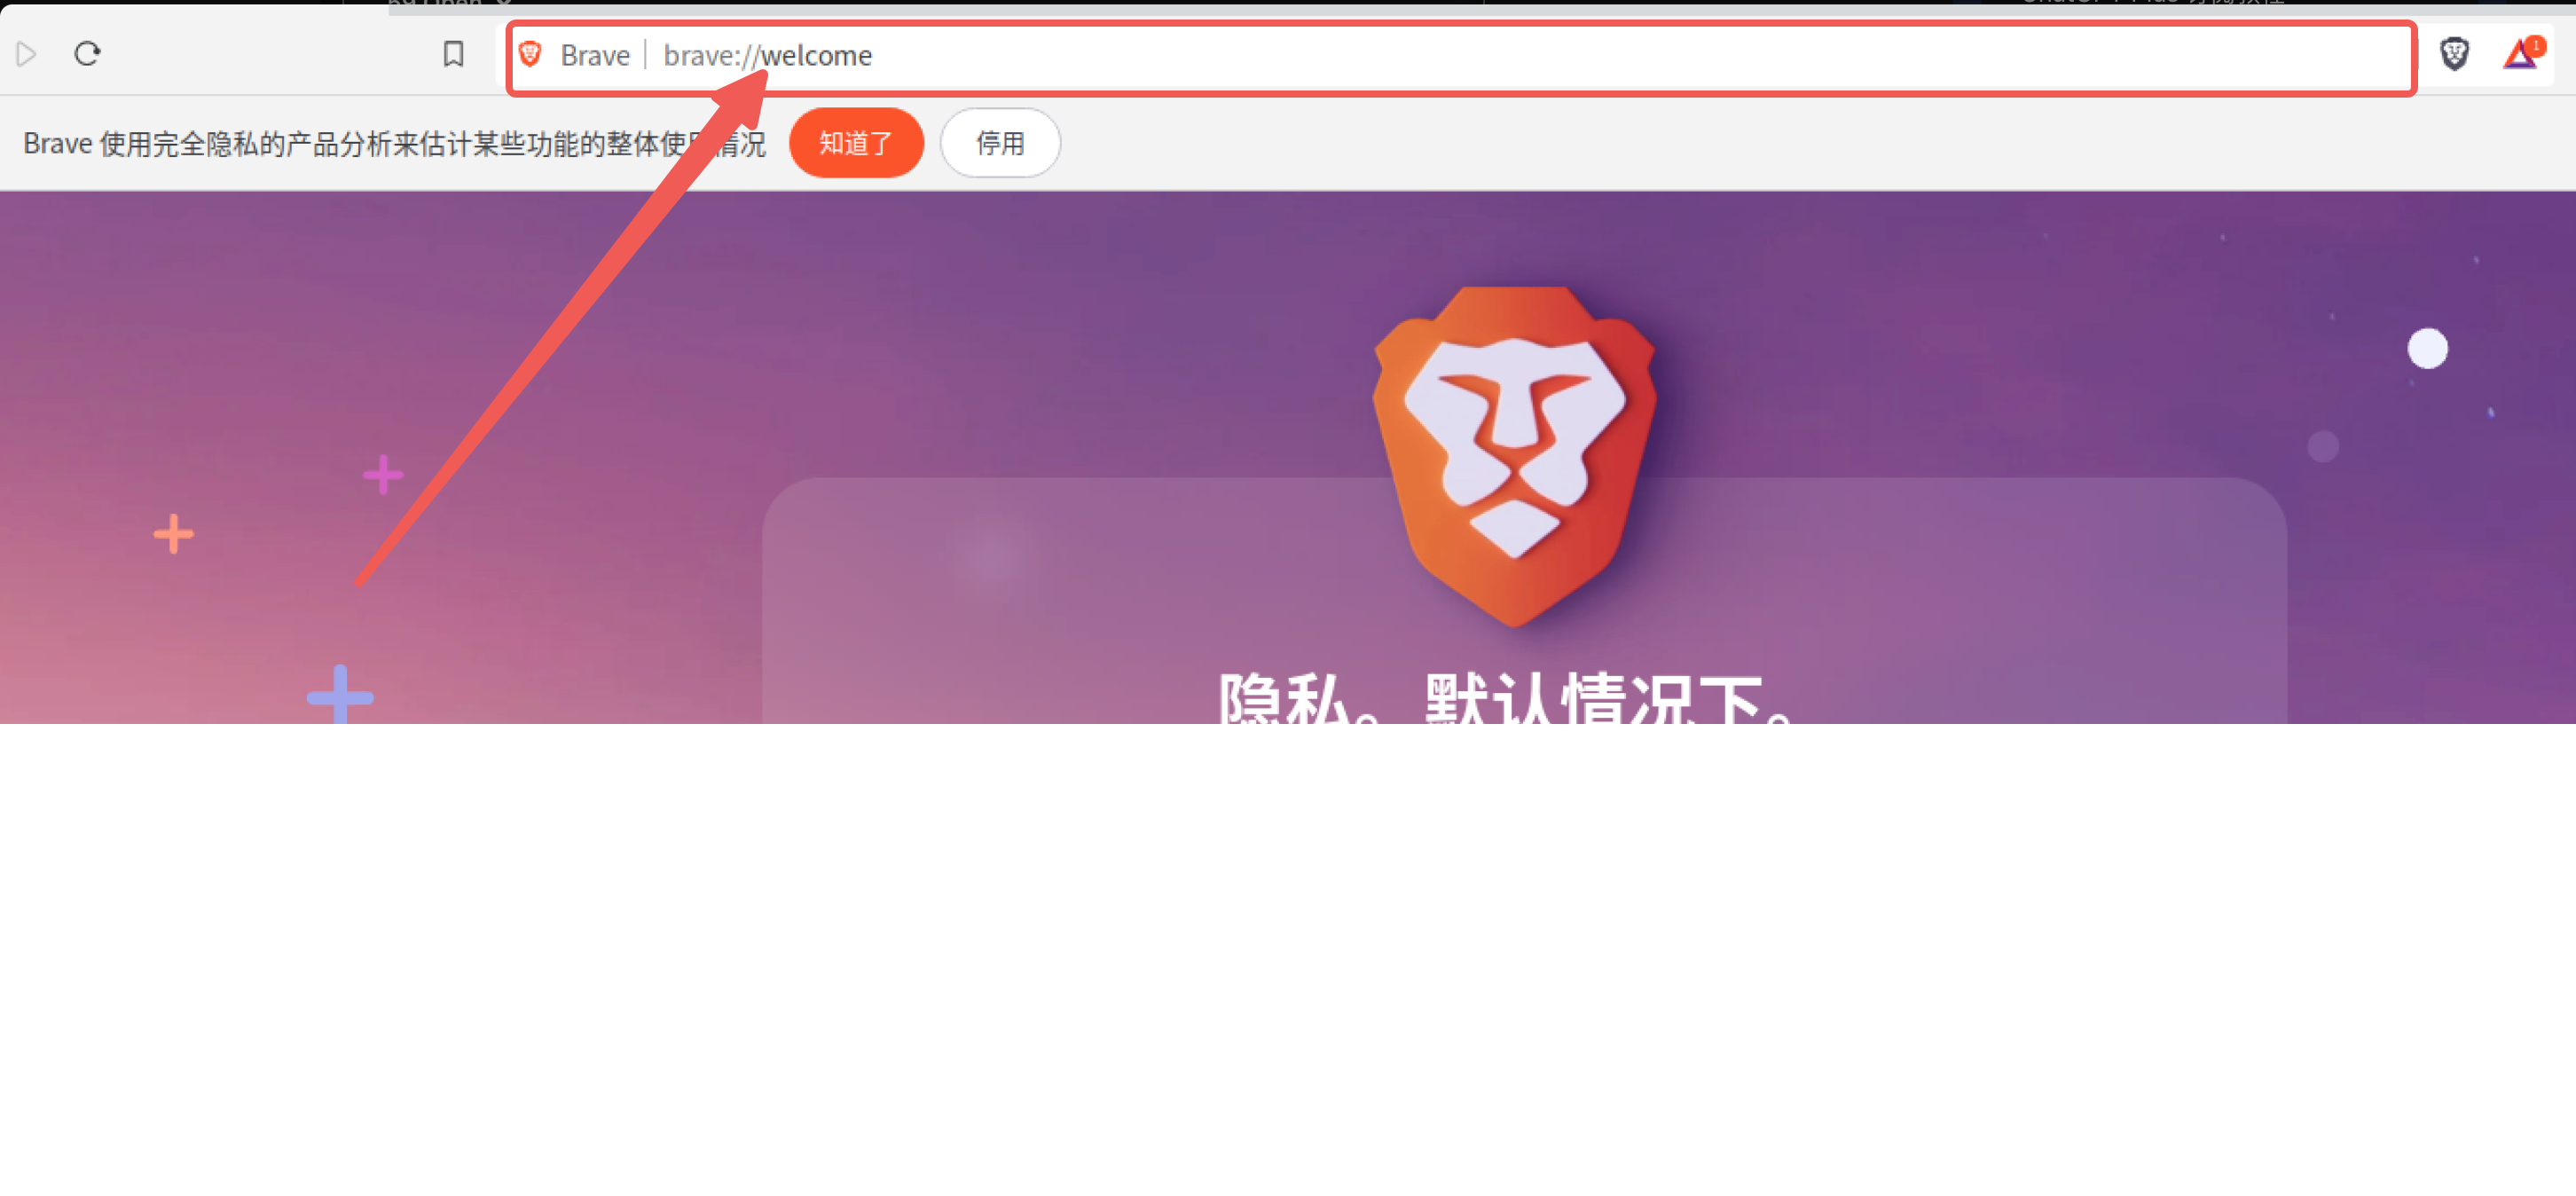 Brave | brave://welcome
1
Brave 使用完全隐私的产品分析来估计某些功能的整体使用情况 知道了 停用
隐私。默认情况下。